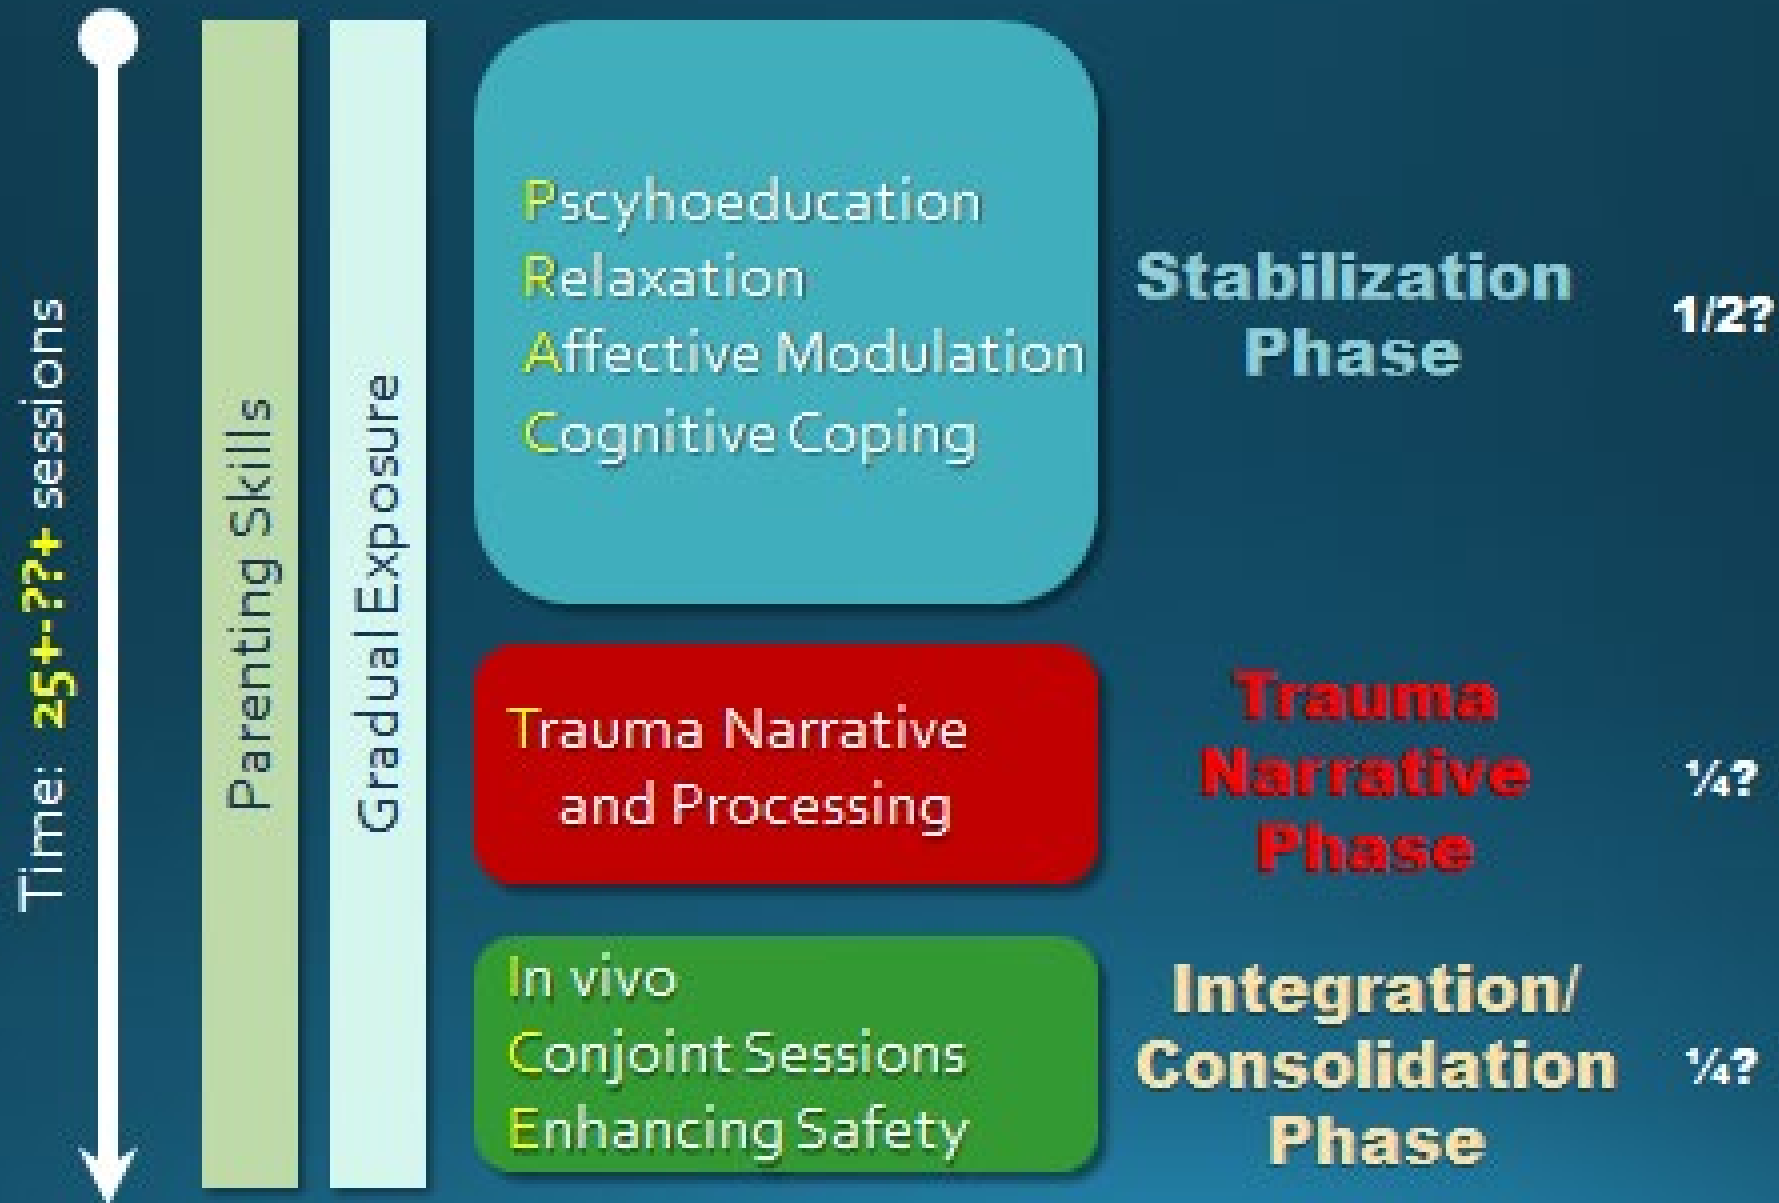 Time: 25+-??+ sessions
Parenting Skills
Gradual Exposure
Pscyhoeducation
Relaxation
Affective Modulation
Cognitive Coping
Stabilization
Phase
1/2?
Trauma Narrative
and Processing
Trauma
Narrative
Phase
¼?
In vivo
Conjoint Sessions
Enhancing Safety
Integration/
Consolidation
Phase
¼?